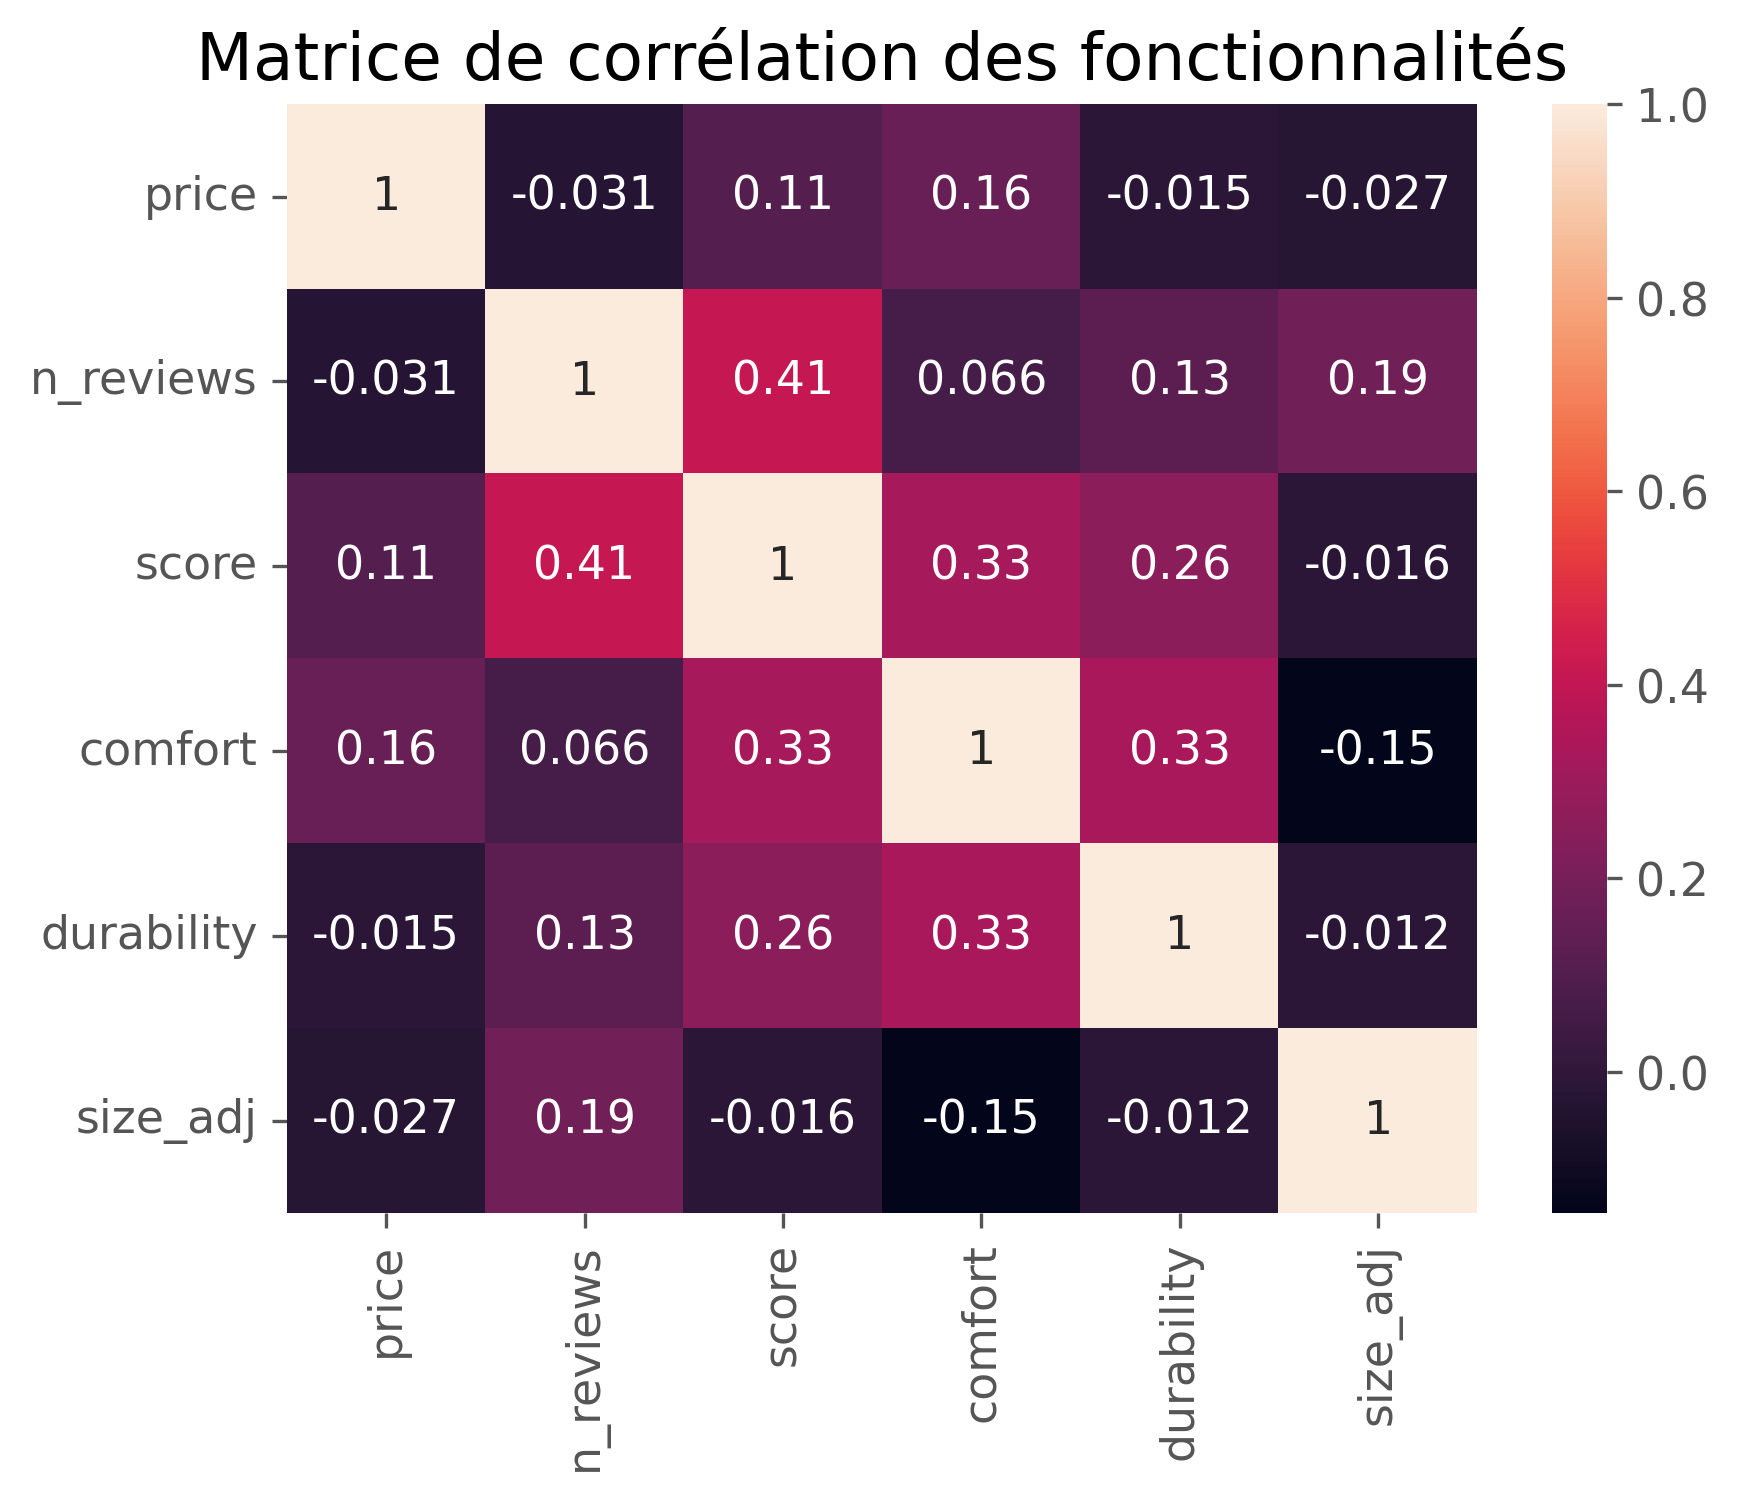 Matrice de corrélation des fonctionnalités
price 1 -0.031 0.11 0.16 -0.015 -0.027
n_reviews -0.031 1 0.41 0.066 0.13 0.19
score 0.11 0.41 1 0.33 0.26 -0.016
comfort 0.16 0.066 0.33 1 0.33 -0.15
durability -0.015 0.13 0.26 0.33 1 -0.012
size_adj -0.027 0.19 -0.016 -0.15 -0.012 1
price n_reviews score comfort durability size_adj
1.0
0.8
0.6
0.4
0.2
0.0